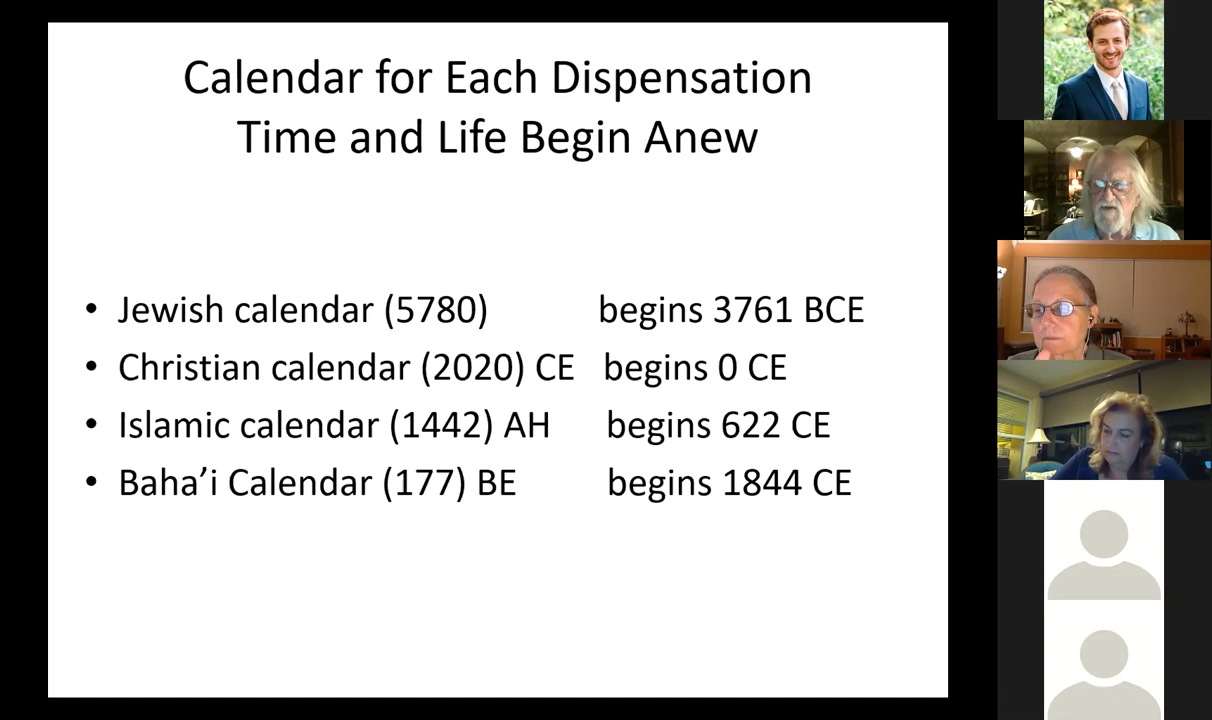 Calendar for Each Dispensation
Time and Life Begin Anew
• Jewish calendar (5780) begins 3761 BCE
• Christian calendar (2020) CE begins 0 CE
• Islamic calendar (1442) AH begins 622 CE
• Baha’i Calendar (177) BE begins 1844 CE